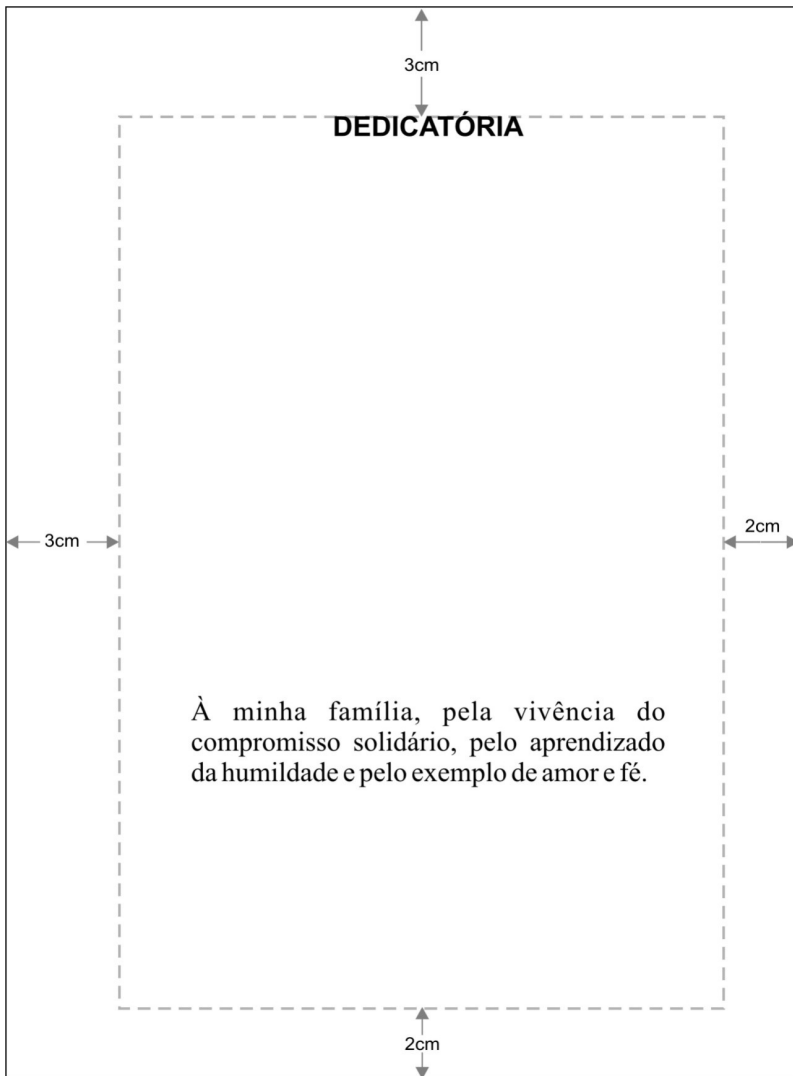 3cm
DEDICATÓRIA
3cm
2cm
À minha família, pela vivência do
compromisso solidário, pelo aprendizado
da humildade e pelo exemplo de amor e fé.
2cm